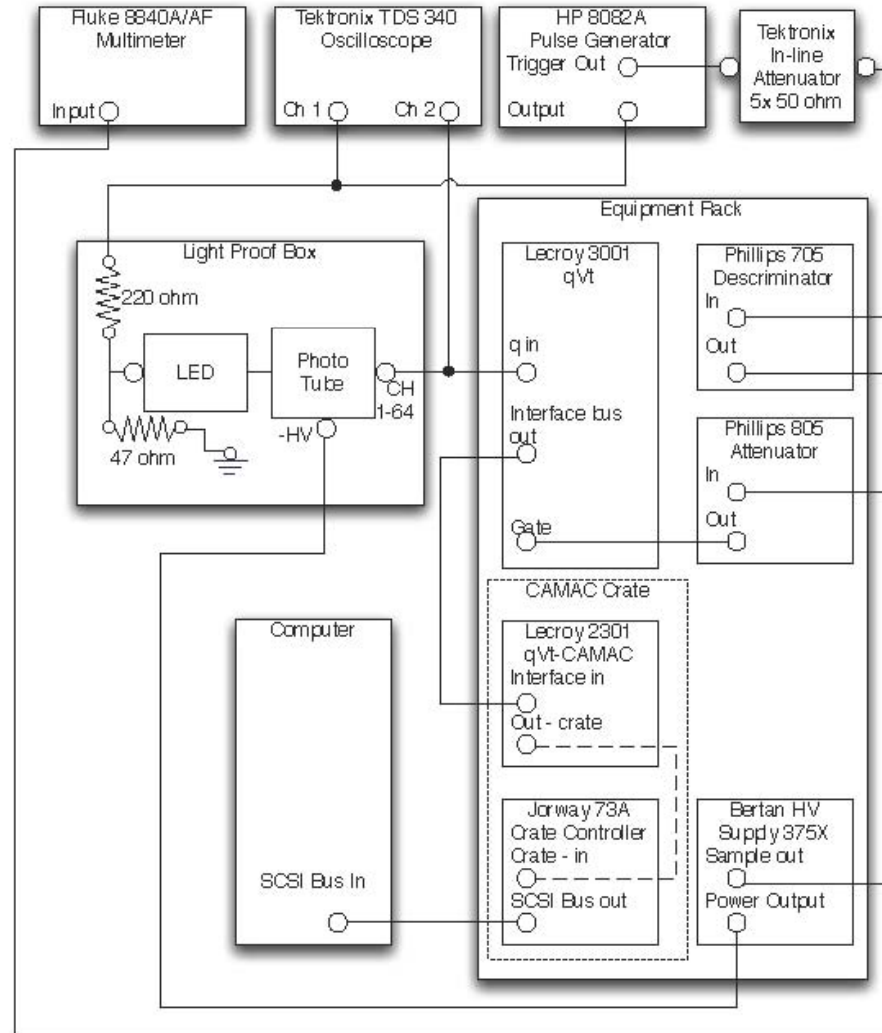 Fluke 8840A/AF
Multimeter
Input
Tektronix TDS 340
Oscilloscope
Ch 1
Ch 2
HP 8082A
Pulse Generator
Trigger Out
Output
Tektronix
In-line
Attenuator
5x 50 ohm
Equipment Rack
Light Proof Box
220 ohm
LED
Photo
Tube
CH
1-64
-HV
47 ohm
Lecroy 3001
qVt
q in
Interface bus
out
Gate
Phillips 705
Descriminator
In
Out
Phillips 805
Attenuator
In
Out
CAMAC Crate
Lecroy 2301
qVt-CAMAC
Interface in
Out - crate
Jorway 73A
Crate Controller
Crate - in
SCSI Bus out
Computer
SCSI Bus In
Bertan HV
Supply 375X
Sample out
Power Output